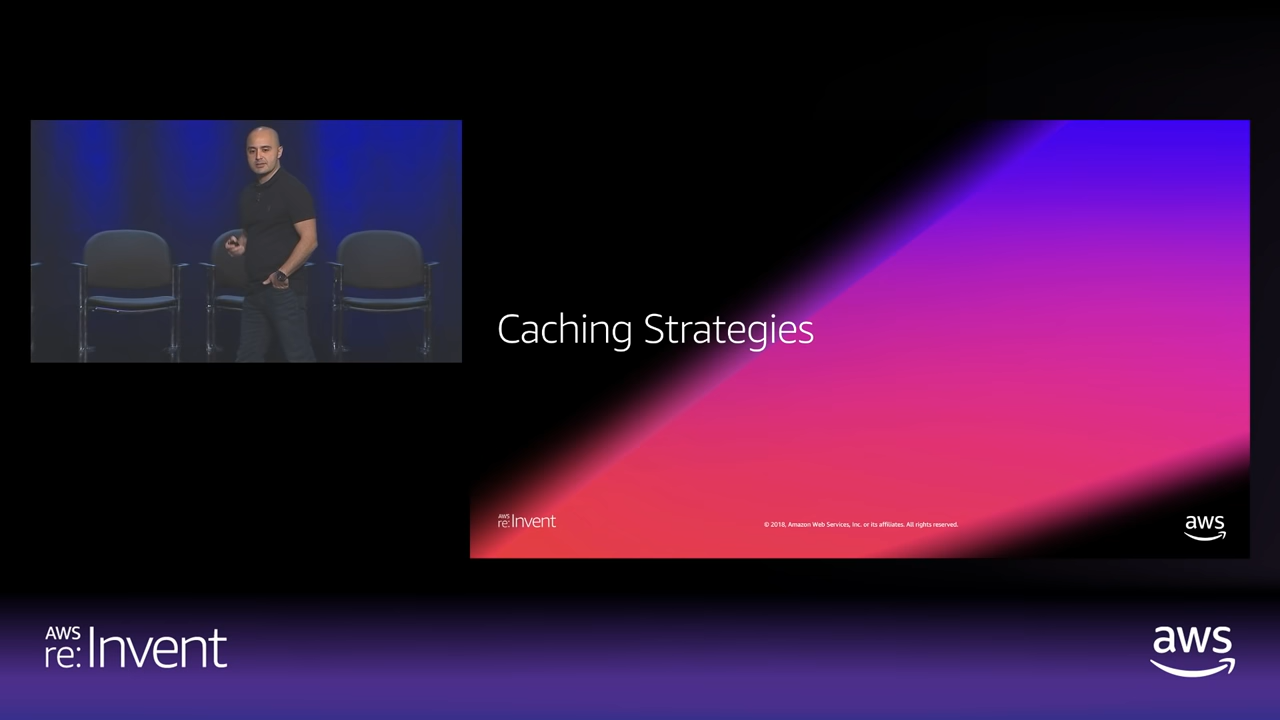 Caching Strategies
AWS
re:Invent
© 2018, Amazon Web Services, Inc. or its affiliates. All rights reserved.
aws
AWS
re:Invent
aws